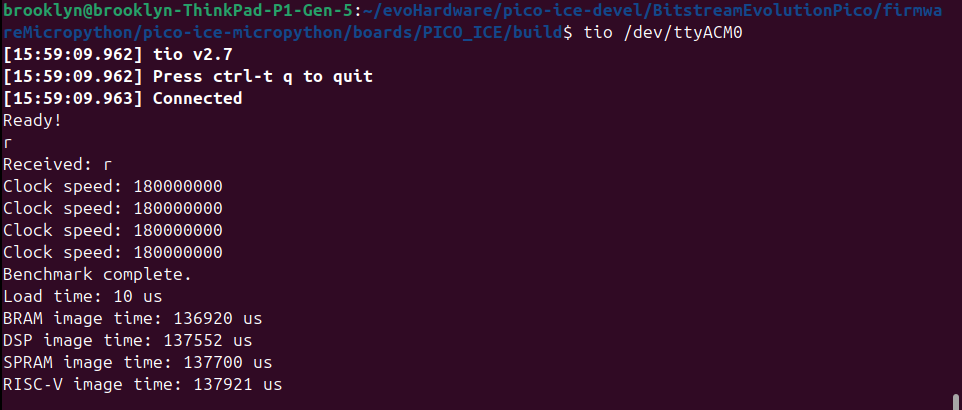 brooklyn@brooklyn-ThinkPad-P1-Gen-5:~/evoHardware/pico-ice-devel/BitstreamEvolutionPico/firmwa
reMicropython/pico-ice-micropython/boards/PICO_ICE/build$ tio /dev/ttyACM0
[15:59:09.962] tio v2.7
[15:59:09.962] Press ctrl-t q to quit
[15:59:09.963] Connected
Ready!
r
Received: r
Clock speed: 180000000
Clock speed: 180000000
Clock speed: 180000000
Clock speed: 180000000
Benchmark complete.
Load time: 10 us
BRAM image time: 136920 us
DSP image time: 137552 us
SPRAM image time: 137700 us
RISC-V image time: 137921 us